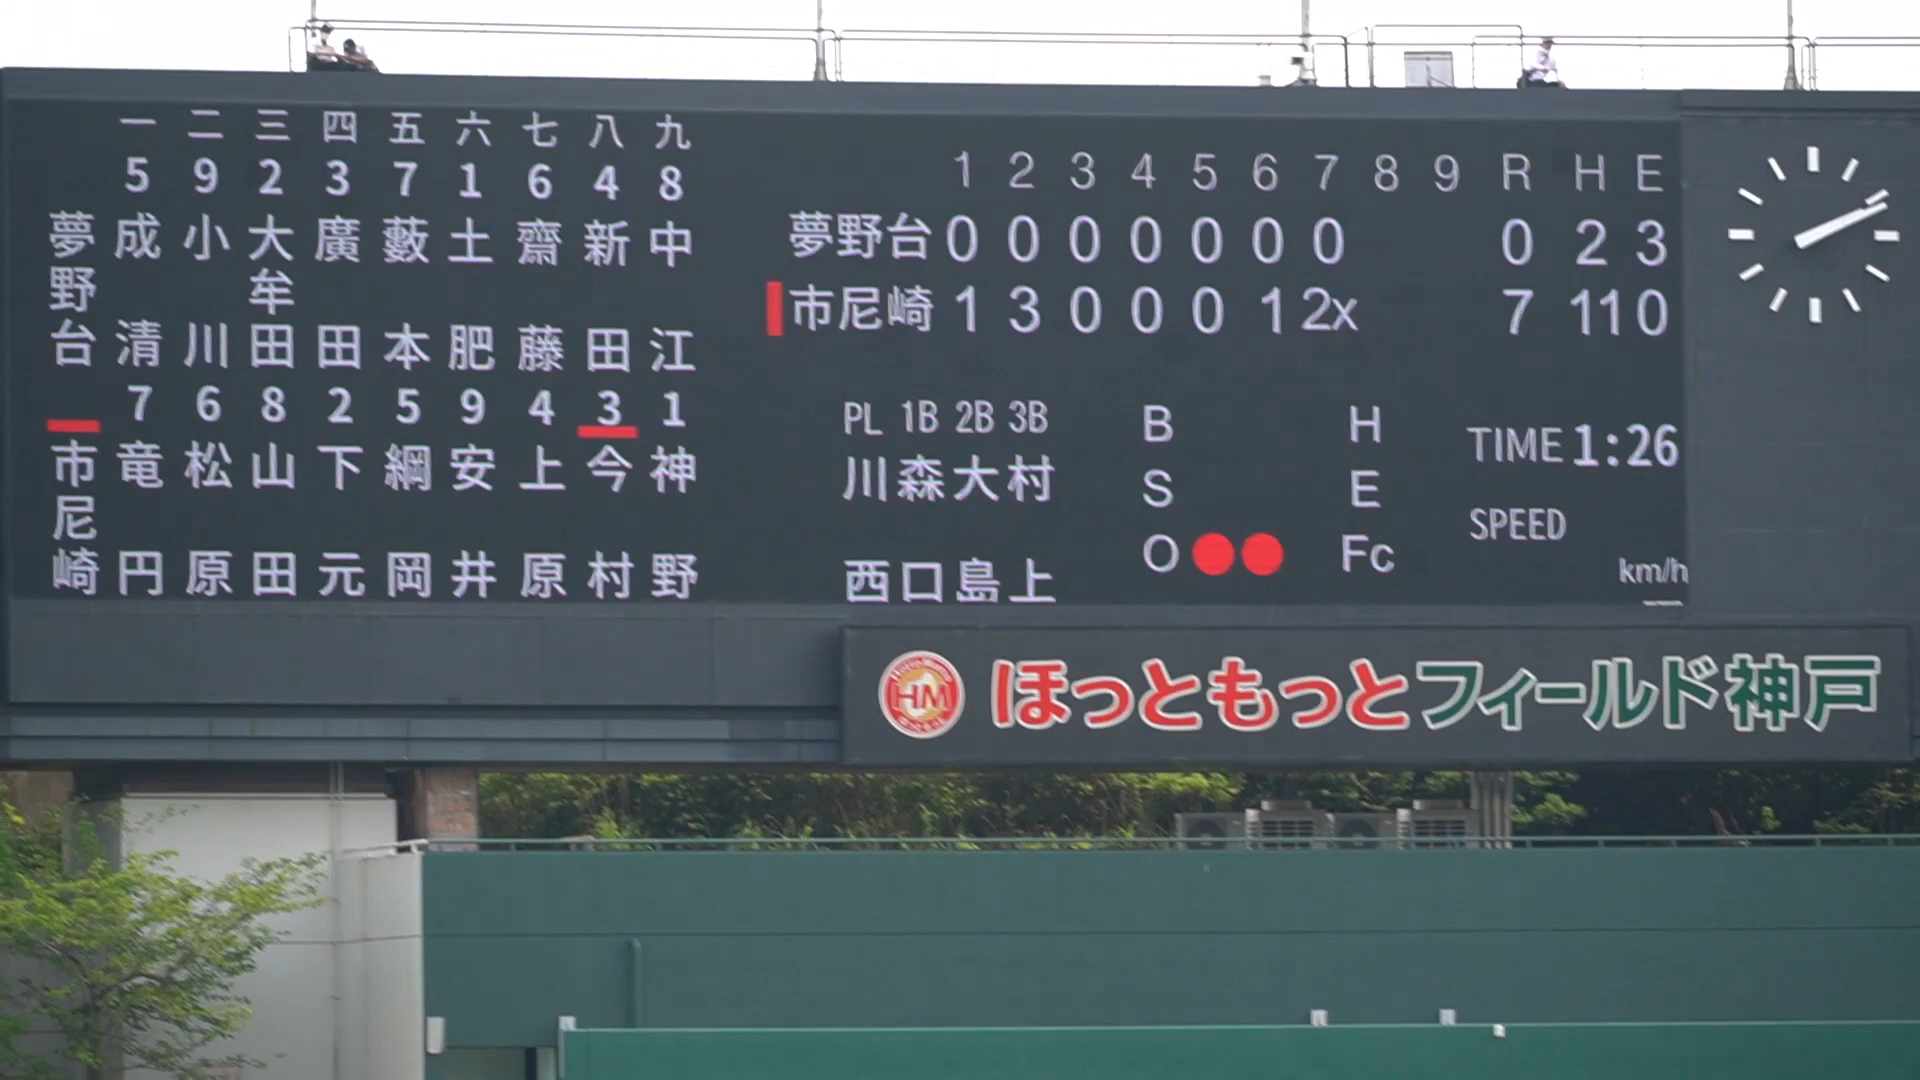 一 二 三 四 五 六 七 八 九
5 9 2 3 7 1 6 4 8
夢野台 成清 小川 大牟田 廣田 藪本 土肥 齋藤 新田 中江
7 6 8 2 5 9 4 3 1
市尼崎 竜円 松原 山田 下元 綱岡 安井 上原 今村 神野
1 2 3 4 5 6 7 8 9 R H E
夢野台 0 0 0 0 0 0 0 0 2 3
市尼崎 1 3 0 0 0 1 2x 7 11 0
PL 1B 2B 3B
川西 森口 大島 村上
B H
S E
O Fc
TIME 1:26
SPEED
km/h
HM
ほっともっとフィールド神戸